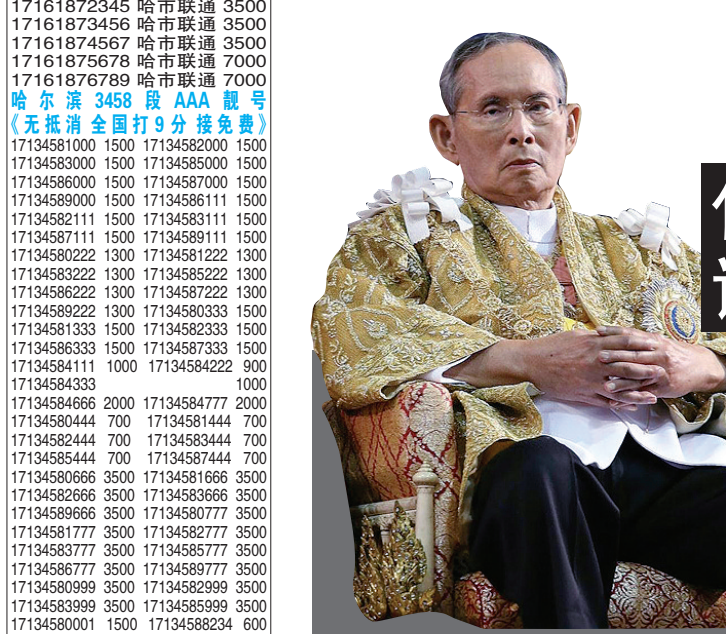 17161872345 哈市联通 3500
17161873456 哈市联通 3500
17161874567 哈市联通 3500
17161875678 哈市联通 7000
17161876789 哈市联通 7000
哈尔滨 3458 段 AAA 靓号
《无抵消 全国打9分 接免费》
17134581000 1500 17134582000 1500
17134583000 1500 17134585000 1500
17134586000 1500 17134587000 1500
17134589000 1500 17134586111 1500
17134582111 1500 17134583111 1500
17134587111 1500 17134589111 1500
17134580222 1300 17134581222 1300
17134583222 1300 17134585222 1300
17134586222 1300 17134587222 1300
17134589222 1300 17134580333 1500
17134581333 1500 17134582333 1500
17134586333 1500 17134587333 1500
17134584111 1000 17134584222 900
17134584333 1000
17134584666 2000 17134584777 2000
17134580444 700 17134581444 700
17134582444 700 17134583444 700
17134585444 700 17134587444 700
17134580666 3500 17134581666 3500
17134582666 3500 17134583666 3500
17134589666 3500 17134580777 3500
17134581777 3500 17134582777 3500
17134583777 3500 17134585777 3500
17134586777 3500 17134589777 3500
17134580999 3500 17134582999 3500
17134583999 3500 17134585999 3500
17134580001 1500 17134588234 600